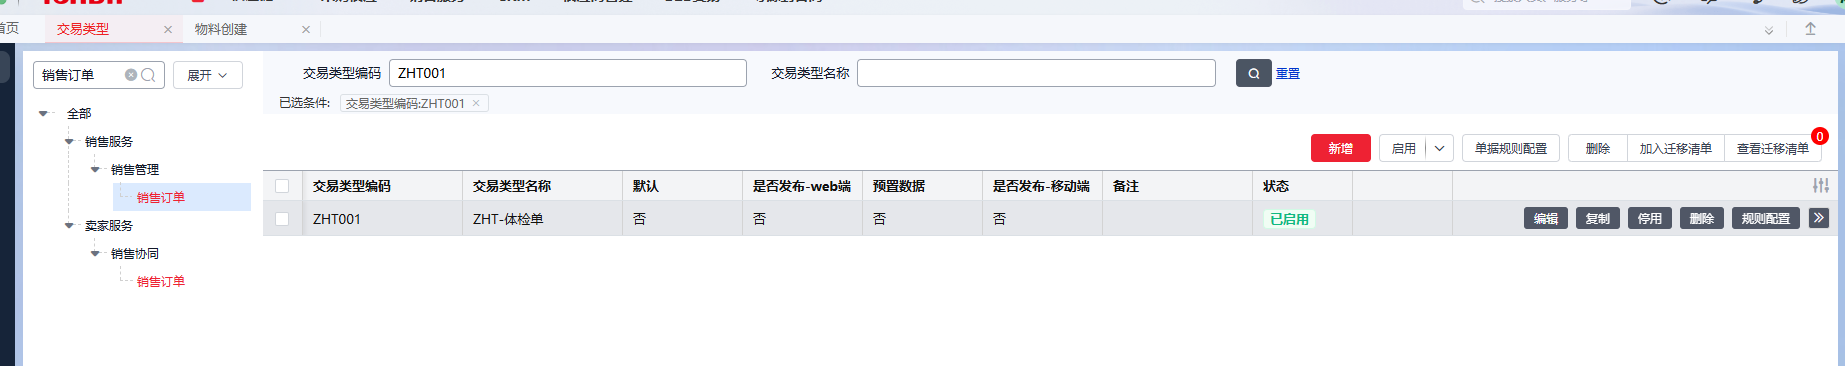 首页 交易类型 物料创建
销售订单 展开 交易类型编码 ZHT001 交易类型名称 重置
已选条件: 交易类型编码:ZHT001
全部
销售服务
销售管理
销售订单
卖家服务
销售协同
销售订单
新增 启用 单据规则配置 删除 加入迁移清单 查看迁移清单 0
交易类型编码 交易类型名称 默认 是否发布-web端 预置数据 是否发布-移动端 备注 状态
ZHT001 ZHT-体检单 否 否 否 否 已启用 编辑 复制 停用 删除 规则配置